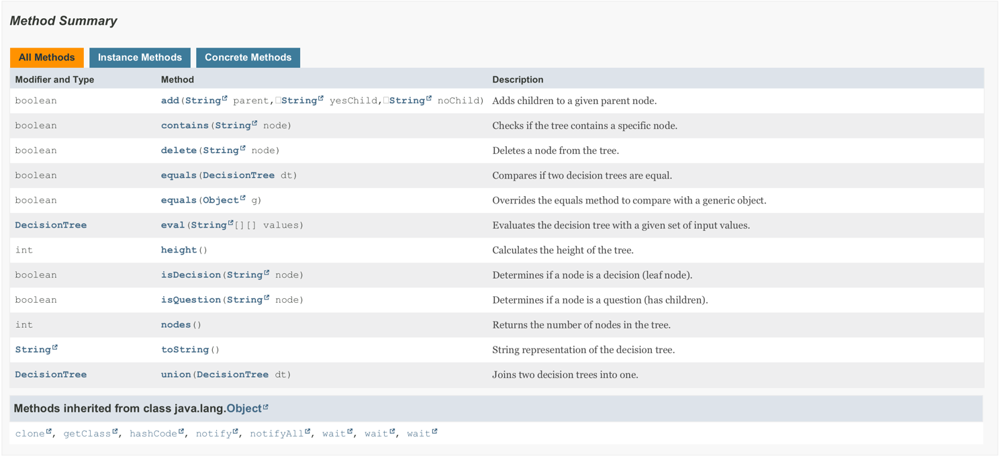 Method Summary
All Methods Instance Methods Concrete Methods
Modifier and Type Method Description
boolean add(String parent, String yesChild, String noChild) Adds children to a given parent node.
boolean contains(String node) Checks if the tree contains a specific node.
boolean delete(String node) Deletes a node from the tree.
boolean equals(DecisionTree dt) Compares if two decision trees are equal.
boolean equals(Object g) Overrides the equals method to compare with a generic object.
DecisionTree eval(String[][] values) Evaluates the decision tree with a given set of input values.
int height() Calculates the height of the tree.
boolean isDecision(String node) Determines if a node is a decision (leaf node).
boolean isQuestion(String node) Determines if a node is a question (has children).
int nodes() Returns the number of nodes in the tree.
String toString() String representation of the decision tree.
DecisionTree union(DecisionTree dt) Joins two decision trees into one.
Methods inherited from class java.lang.Object
clone, getClass, hashCode, notify, notifyAll, wait, wait, wait